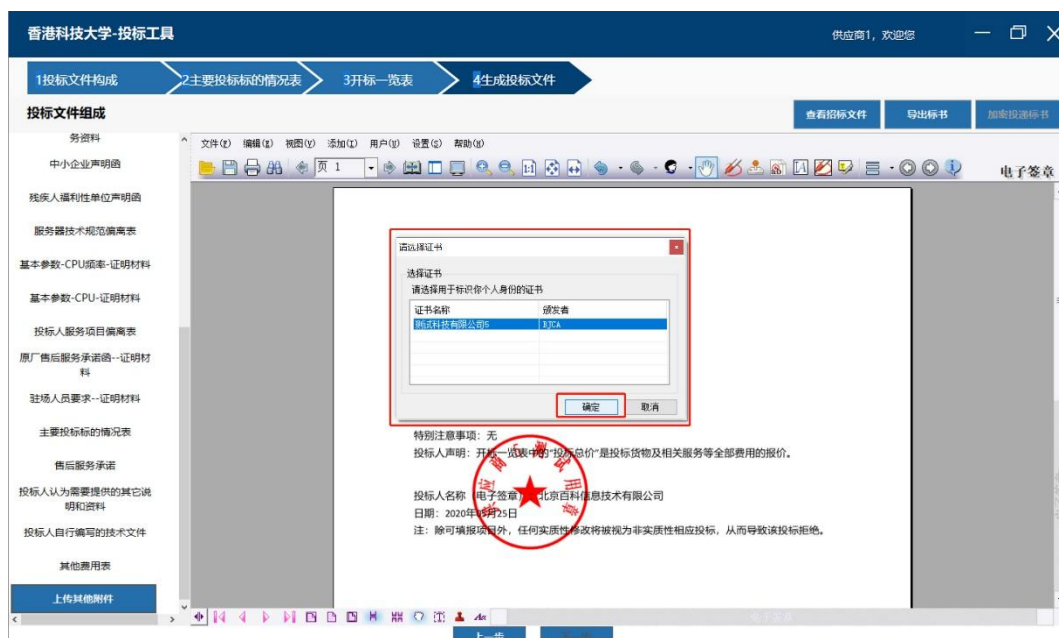 香港科技大学-投标工具
供应商1，欢迎您
1投标文件构成
2主要投标标的情况表
3开标一览表
4生成投标文件
投标文件组成
查看招标文件
导出标书
加密投递标书
务资料
中小企业声明函
残疾人福利性单位声明函
服务器技术规范偏离表
基本参数-CPU频率-证明材料
基本参数-CPU-证明材料
投标人服务项目偏离表
原厂售后服务承诺函--证明材
料
驻场人员要求--证明材料
主要投标标的情况表
售后服务承诺
投标人认为需要提供的其它说
明和资料
投标人自行编写的技术文件
其他费用表
上传其他附件
文件(F) 编辑(E) 视图(V) 添加(I) 用户(U) 设置(S) 帮助(H)
页 1
电子签章
请选择证书
选择证书
请选择用于标识你个人身份的证书
证书名称 颁发者
测试科技有限公司5 BJCA
确定 取消
特别注意事项：无
投标人声明：开标一览表中的“投标总价”是投标货物及相关服务等全部费用的报价。
供应商 测试用章
投标人名称（电子签章）：北京百科信息技术有限公司
日期：2020年05月25日
注：除可填报项目外，任何实质性修改将被视为非实质性相应投标，从而导致该投标拒绝。
上一步